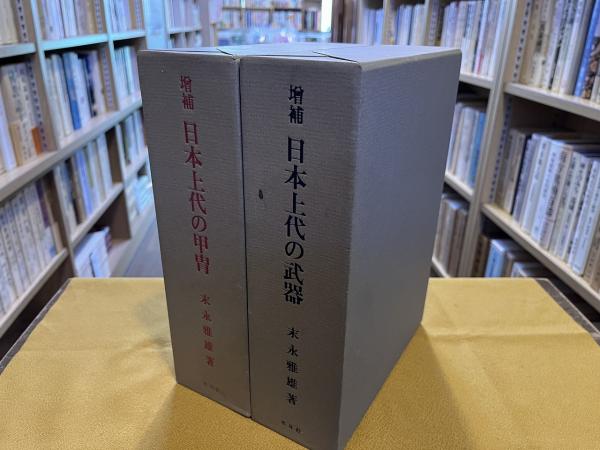 増補 日本上代の甲冑
末永雅雄著
増補 日本上代の武器
末永雅雄著